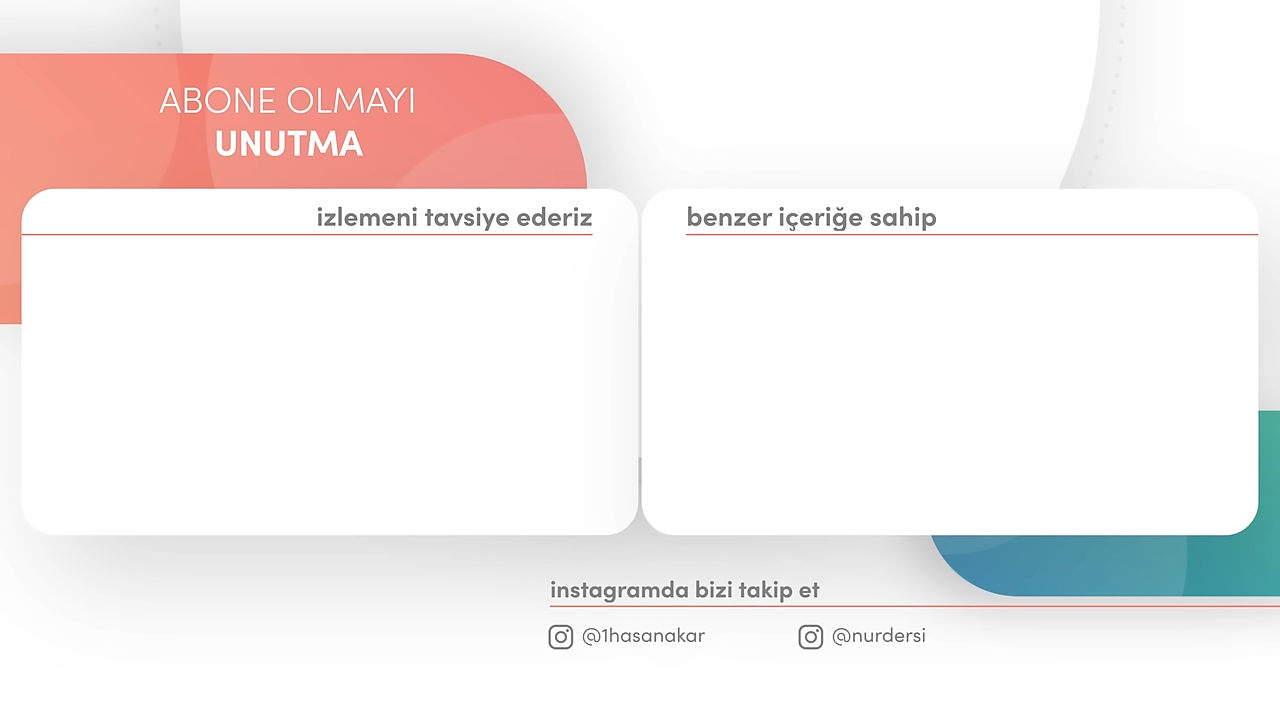 ABONE OLMAYI
UNUTMA
izlemeni tavsiye ederiz
benzer içeriğe sahip
instagramda bizi takip et
@1hasanakar
@nurdersi